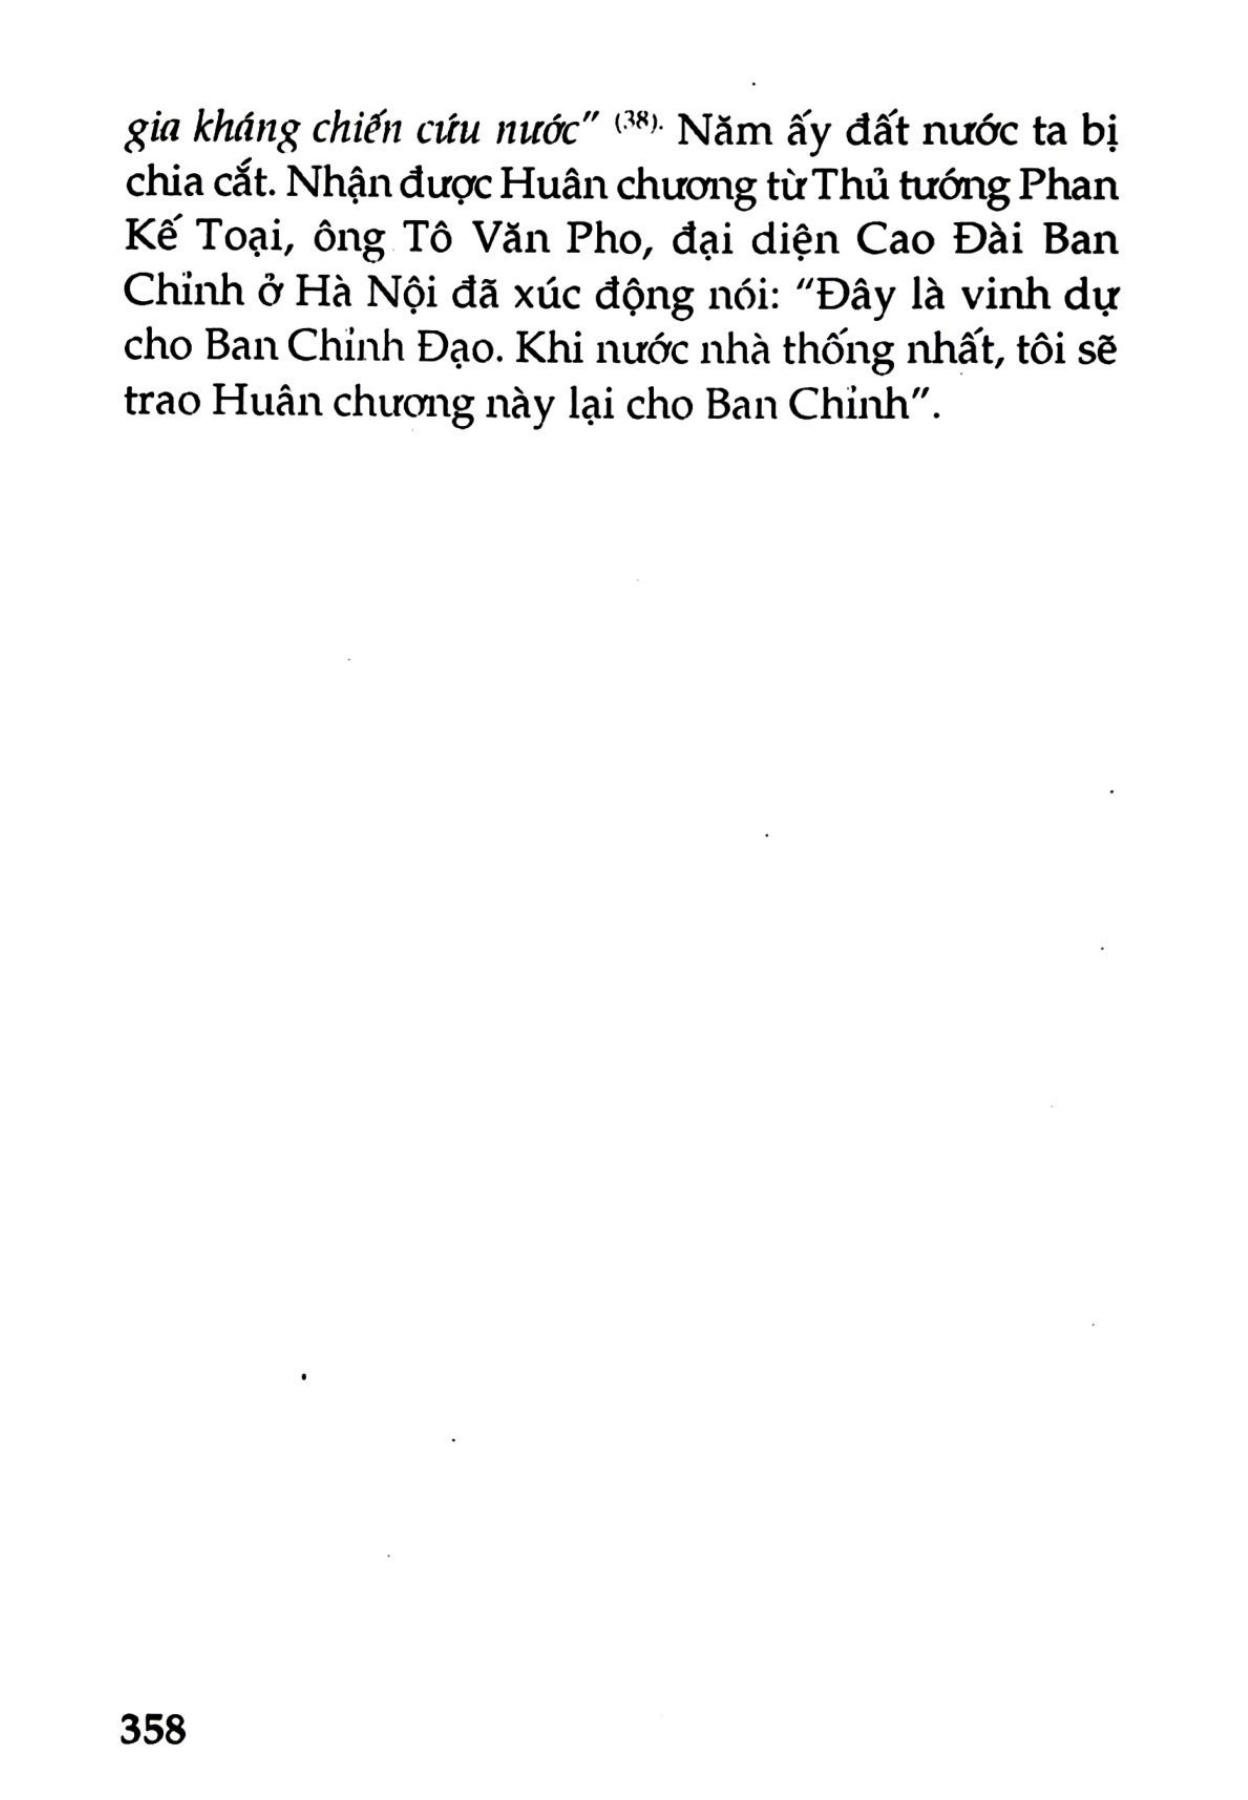 gia kháng chiến cứu nước" (38). Năm ấy đất nước ta bị
chia cắt. Nhận được Huân chương từ Thủ tướng Phan
Kế Toại, ông Tô Văn Pho, đại diện Cao Đài Ban
Chỉnh ở Hà Nội đã xúc động nói: "Đây là vinh dự
cho Ban Chỉnh Đạo. Khi nước nhà thống nhất, tôi sẽ
trao Huân chương này lại cho Ban Chỉnh".
358